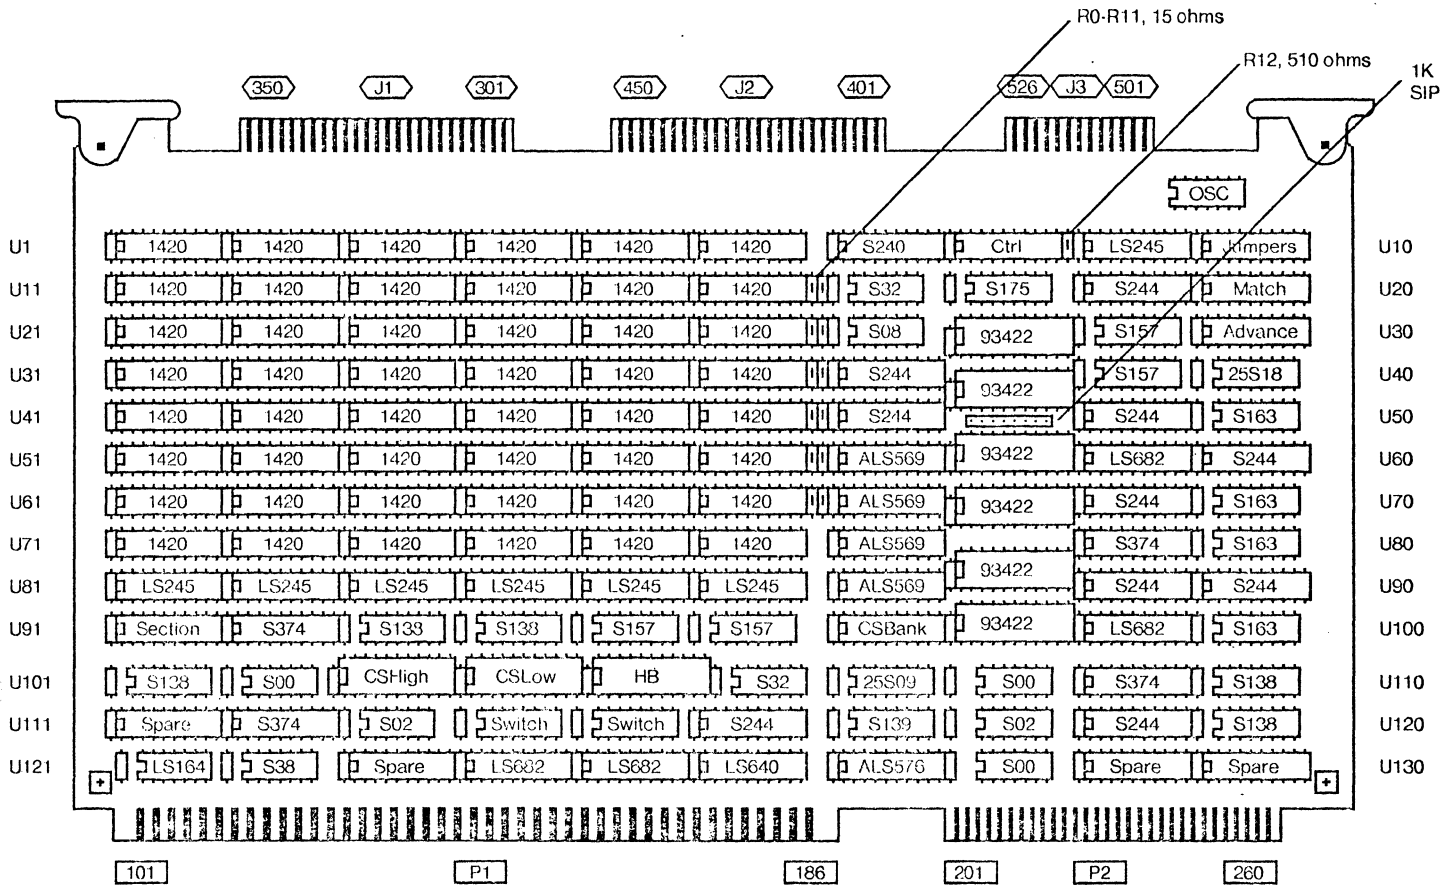 R0-R11, 15 ohms
R12, 510 ohms
1K
SIP
350 J1 301 450 J2 401 526 J3 501
OSC
U1 1420 1420 1420 1420 1420 1420 S240 Ctrl LS245 Jumpers U10
U11 1420 1420 1420 1420 1420 1420 S32 S175 S244 Match U20
U21 1420 1420 1420 1420 1420 1420 S08 93422 S157 Advance U30
U31 1420 1420 1420 1420 1420 1420 S244 93422 S157 25S18 U40
U41 1420 1420 1420 1420 1420 1420 S244 S244 S163 U50
U51 1420 1420 1420 1420 1420 1420 ALS569 93422 LS682 S244 U60
U61 1420 1420 1420 1420 1420 1420 ALS569 93422 S244 S163 U70
U71 1420 1420 1420 1420 1420 1420 ALS569 S374 S163 U80
U81 LS245 LS245 LS245 LS245 LS245 LS245 ALS569 93422 S244 S244 U90
U91 Section S374 S138 S138 S157 S157 CSBank 93422 LS682 S163 U100
U101 S138 S00 CSHigh CSLow HB S32 25S09 S00 S374 S138 U110
U111 Spare S374 S02 Switch Switch S244 S139 S02 S244 S138 U120
U121 LS164 S38 Spare LS682 LS682 LS640 ALS576 S00 Spare Spare U130
101 P1 186 201 P2 260